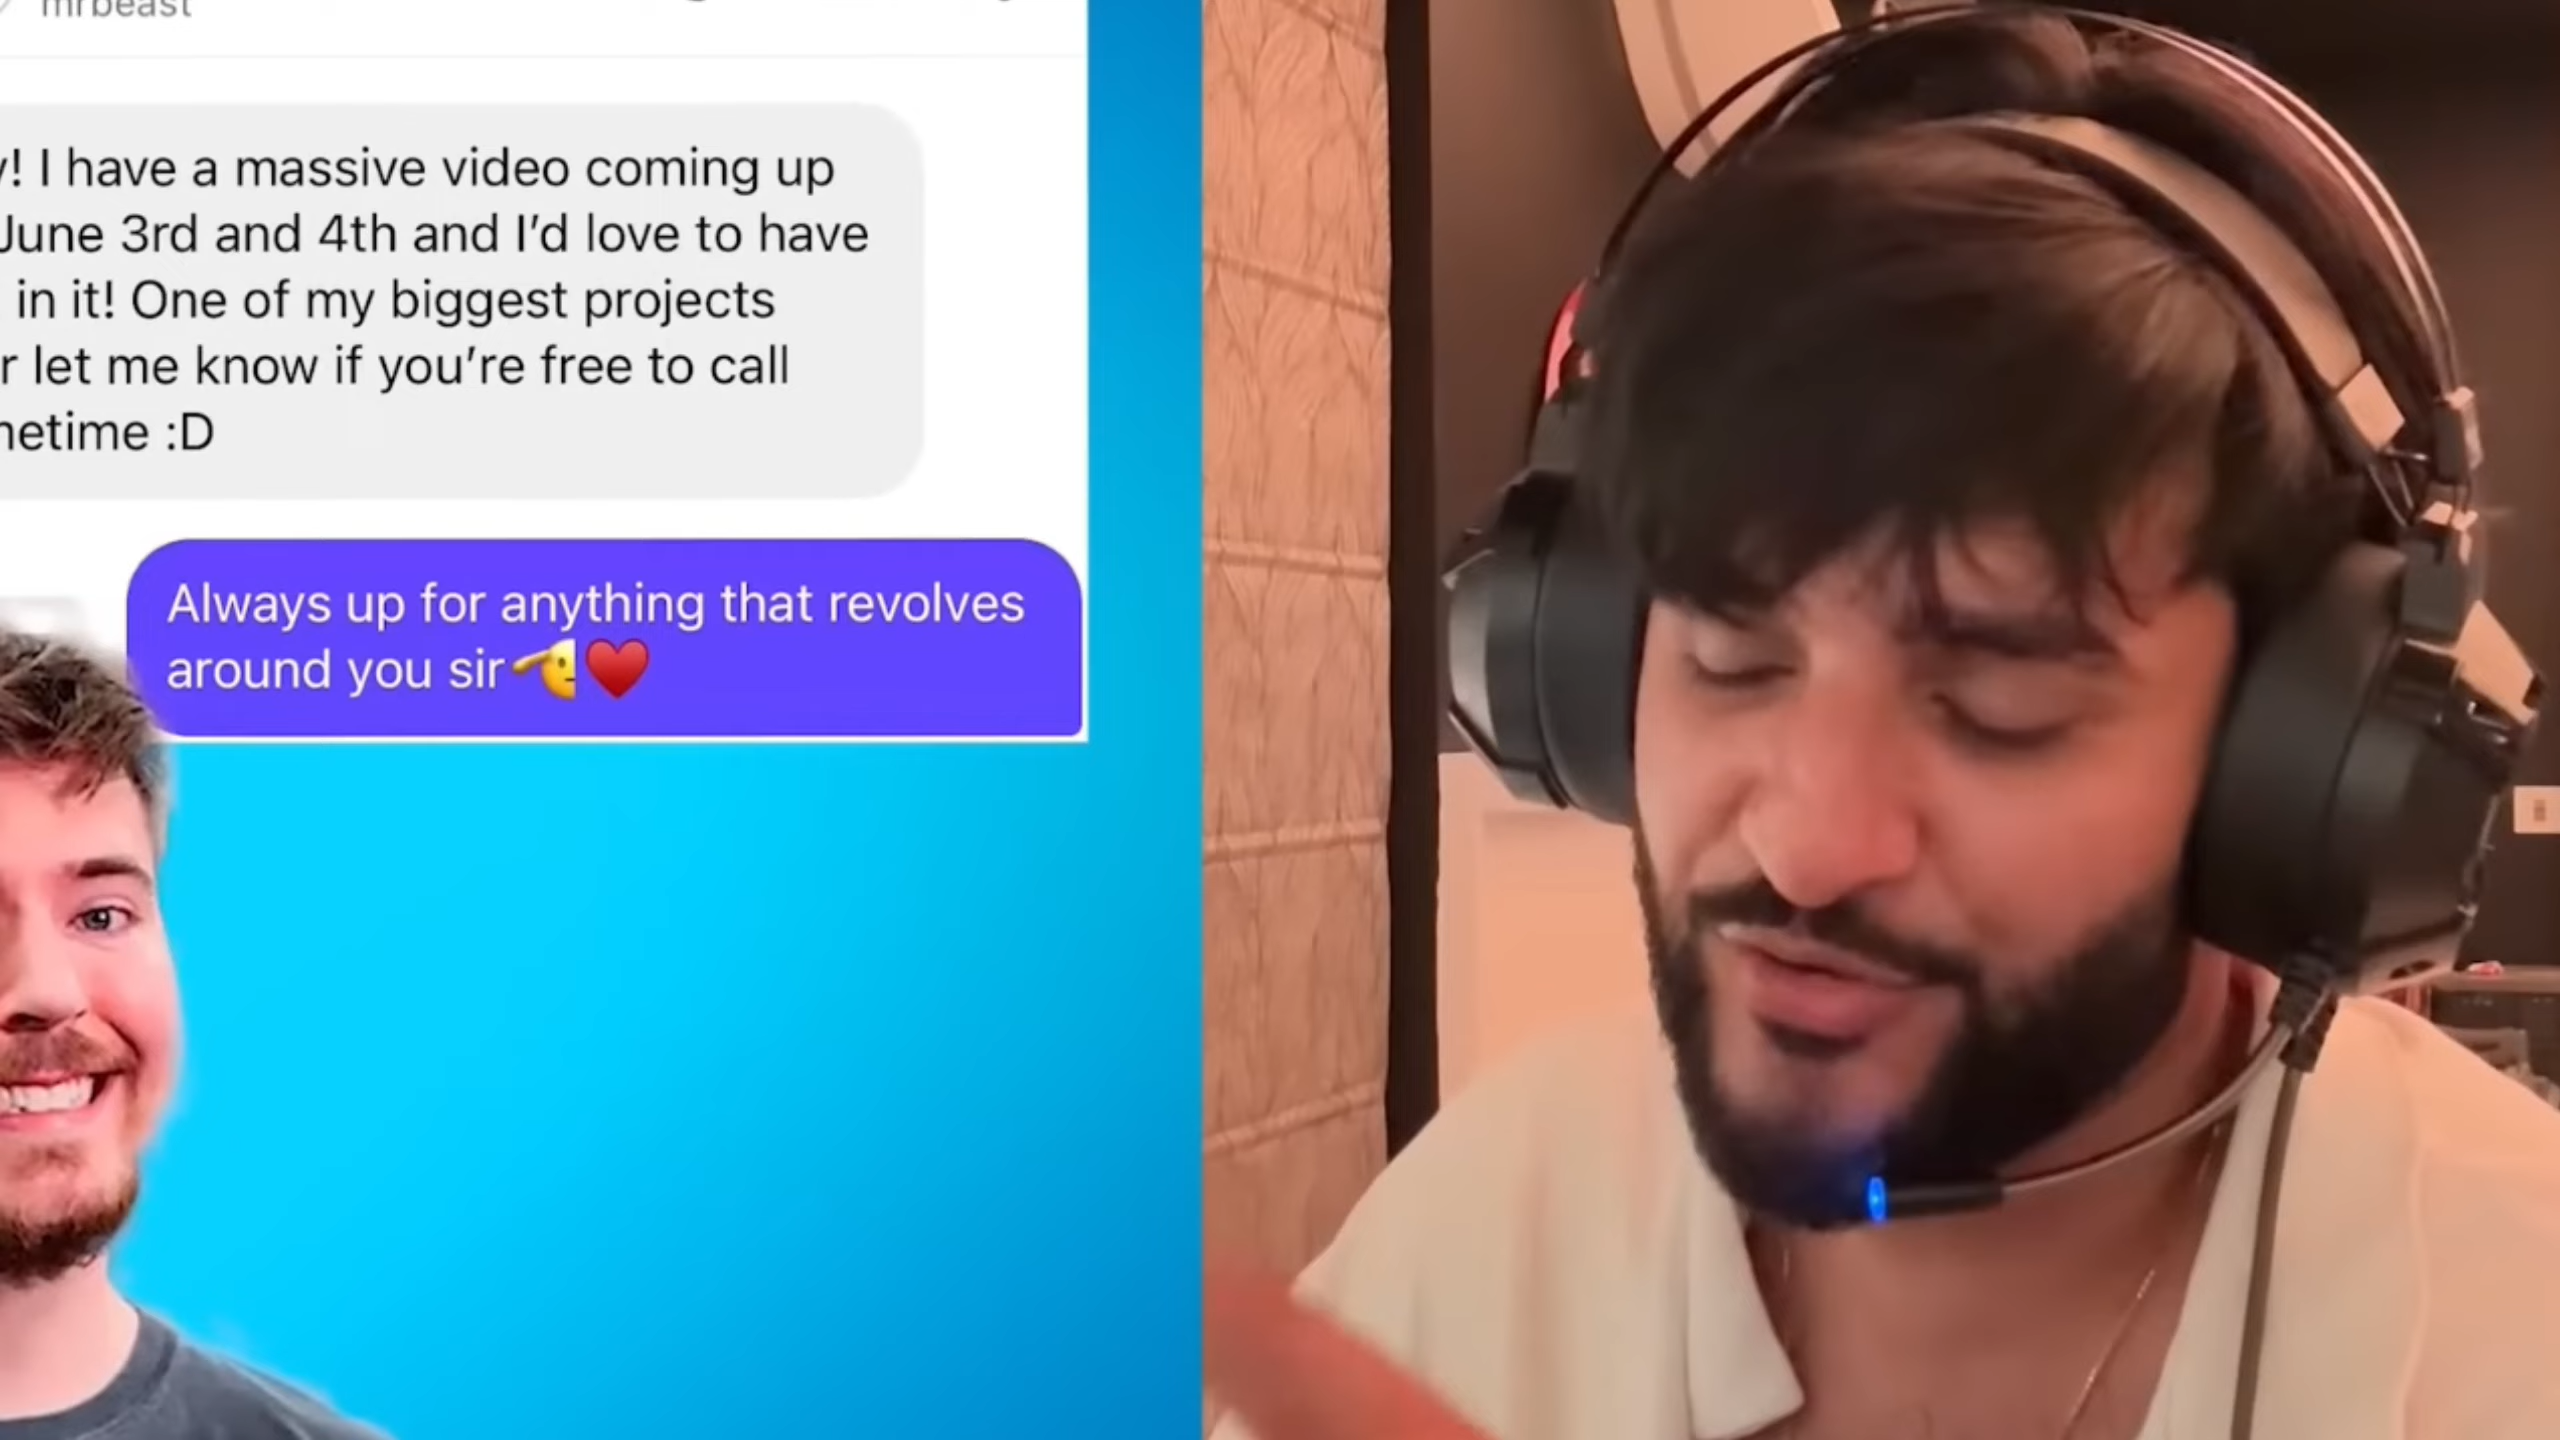 mrbeast
! I have a massive video coming up
June 3rd and 4th and I'd love to have
in it! One of my biggest projects
r let me know if you're free to call
netime :D
Always up for anything that revolves
around you sir🫡❤️